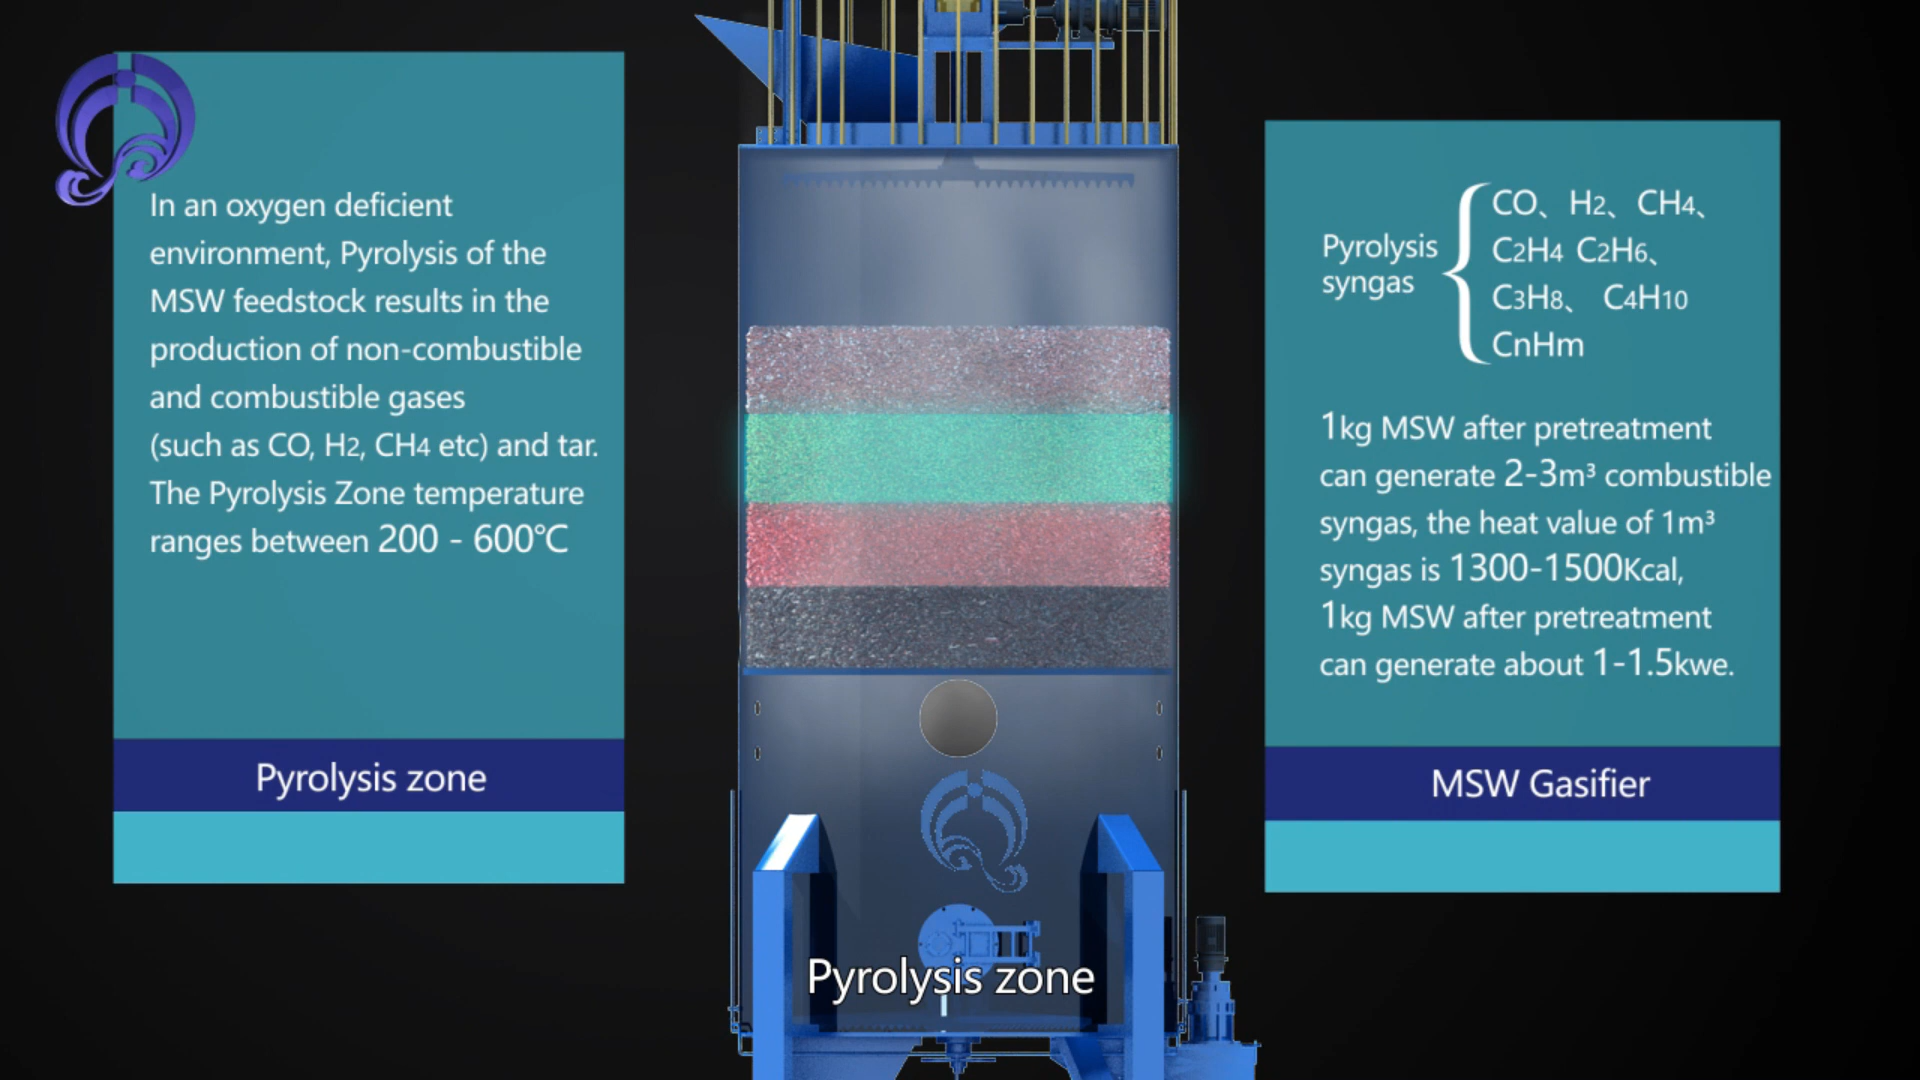 In an oxygen deficient
environment, Pyrolysis of the
MSW feedstock results in the
production of non-combustible
and combustible gases
(such as CO, H2, CH4 etc) and tar.
The Pyrolysis Zone temperature
ranges between 200 - 600℃
Pyrolysis zone
Pyrolysis
syngas
CO、H2、CH4、
C2H4 C2H6、
C3H8、 C4H10
CnHm
1kg MSW after pretreatment
can generate 2-3m³ combustible
syngas, the heat value of 1m³
syngas is 1300-1500Kcal,
1kg MSW after pretreatment
can generate about 1-1.5kwe.
MSW Gasifier
Pyrolysis zone